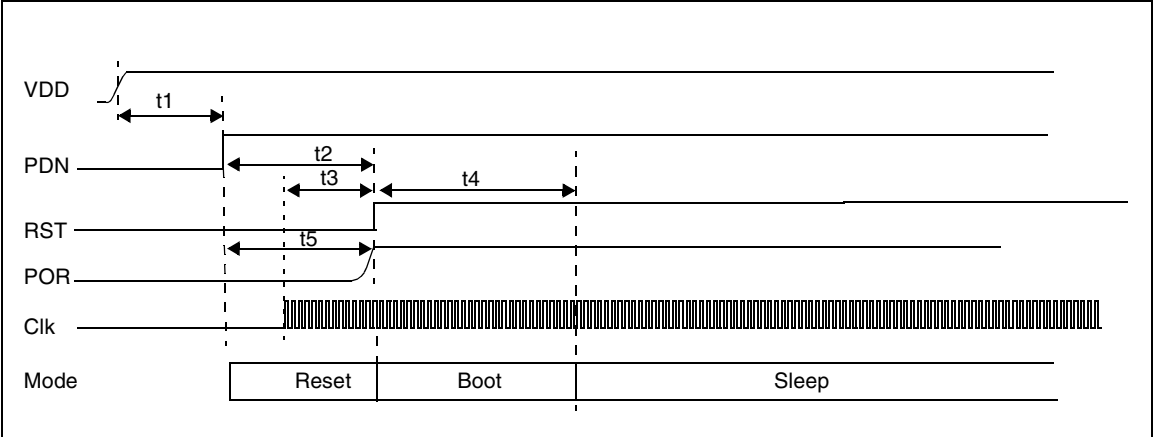 VDD
t1
PDN
t2
t3
t4
RST
t5
POR
Clk
Mode Reset Boot Sleep